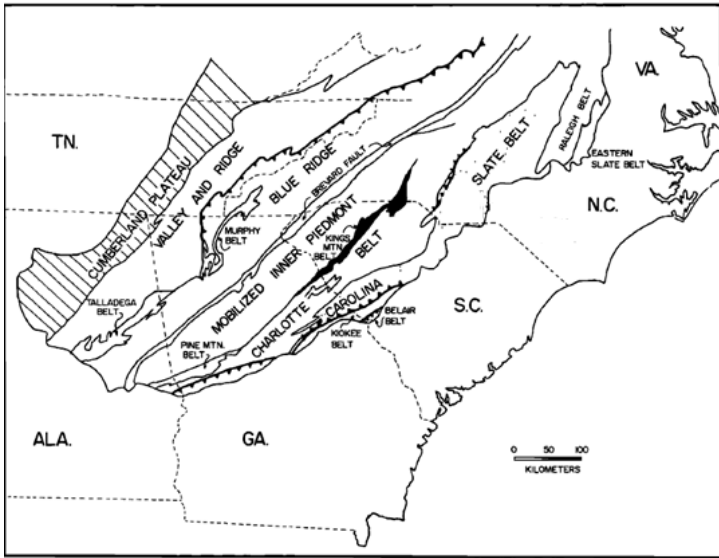 VA.
TN.
RALEIGH BELT
SLATE BELT
EASTERN
SLATE BELT
CUMBERLAND PLATEAU
VALLEY AND RIDGE
BLUE RIDGE
BREVARD FAULT
N.C.
MURPHY
BELT
KINGS
MTN.
BELT
MOBILIZED INNER PIEDMONT
BELT
TALLADEGA
BELT
CHARLOTTE
CAROLINA
S.C.
BELAIR
BELT
KIOKEE
BELT
PINE MTN.
BELT
ALA.
GA.
0 50 100
KILOMETERS